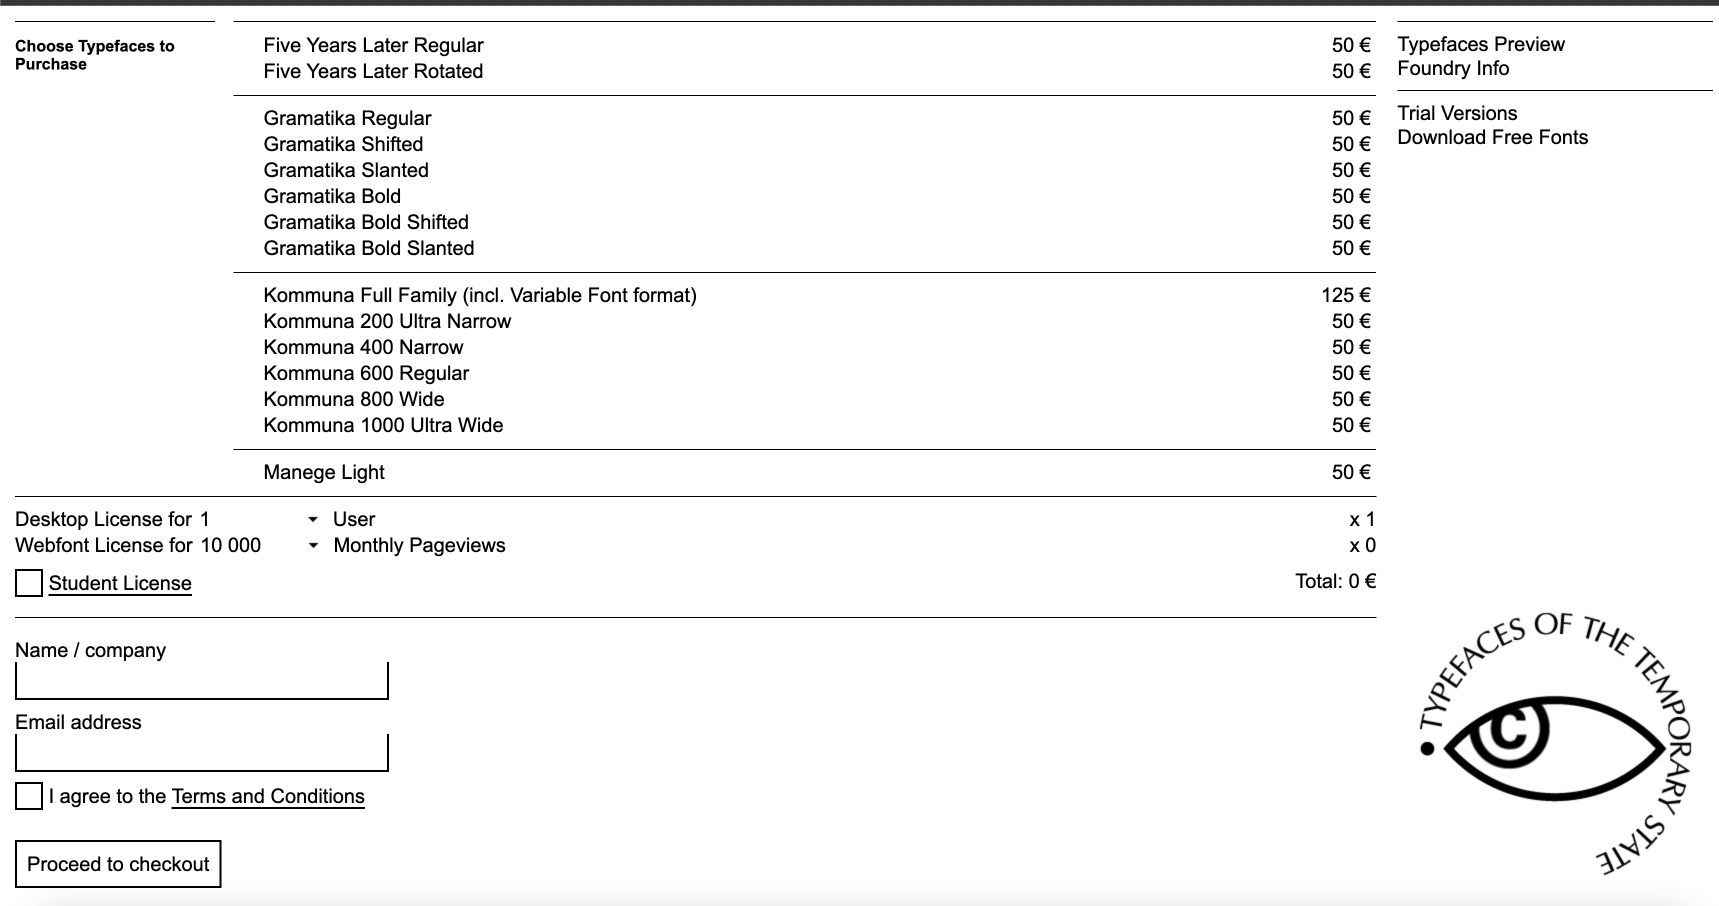 Choose Typefaces to
Purchase
Five Years Later Regular 50 €
Five Years Later Rotated 50 €
Gramatika Regular 50 €
Gramatika Shifted 50 €
Gramatika Slanted 50 €
Gramatika Bold 50 €
Gramatika Bold Shifted 50 €
Gramatika Bold Slanted 50 €
Kommuna Full Family (incl. Variable Font format) 125 €
Kommuna 200 Ultra Narrow 50 €
Kommuna 400 Narrow 50 €
Kommuna 600 Regular 50 €
Kommuna 800 Wide 50 €
Kommuna 1000 Ultra Wide 50 €
Manege Light 50 €
Desktop License for 1 User x 1
Webfont License for 10 000 Monthly Pageviews x 0
Student License Total: 0 €
Name / company
Email address
I agree to the Terms and Conditions
Proceed to checkout
Typefaces Preview
Foundry Info
Trial Versions
Download Free Fonts
• TYPEFACES OF THE TEMPORARY STATE
©